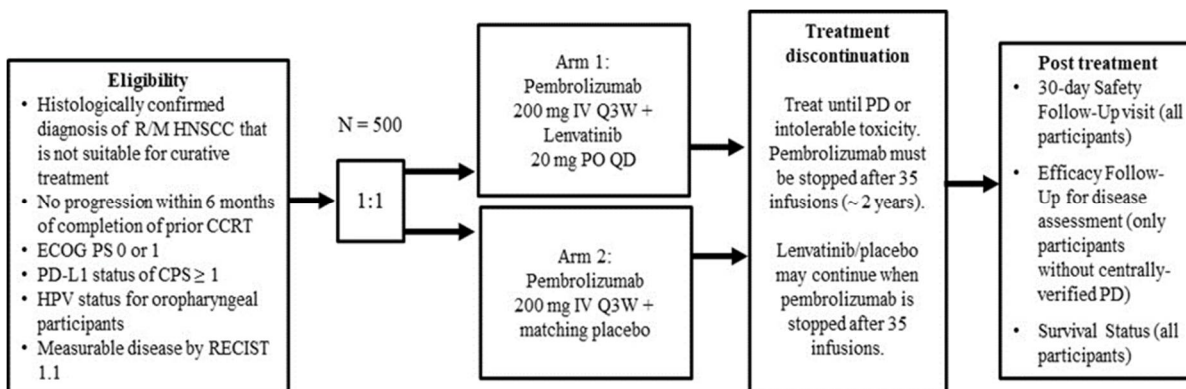 Eligibility
• Histologically confirmed
diagnosis of R/M HNSCC that
is not suitable for curative
treatment
• No progression within 6 months
of completion of prior CCRT
• ECOG PS 0 or 1
• PD-L1 status of CPS ≥ 1
• HPV status for oropharyngeal
participants
• Measurable disease by RECIST
1.1
N = 500
1:1
Arm 1:
Pembrolizumab
200 mg IV Q3W +
Lenvatinib
20 mg PO QD
Arm 2:
Pembrolizumab
200 mg IV Q3W +
matching placebo
Treatment
discontinuation
Treat until PD or
intolerable toxicity.
Pembrolizumab must
be stopped after 35
infusions (~ 2 years).
Lenvatinib/placebo
may continue when
pembrolizumab is
stopped after 35
infusions.
Post treatment
• 30-day Safety
Follow-Up visit (all
participants)
• Efficacy Follow-
Up for disease
assessment (only
participants
without centrally-
verified PD)
• Survival Status (all
participants)